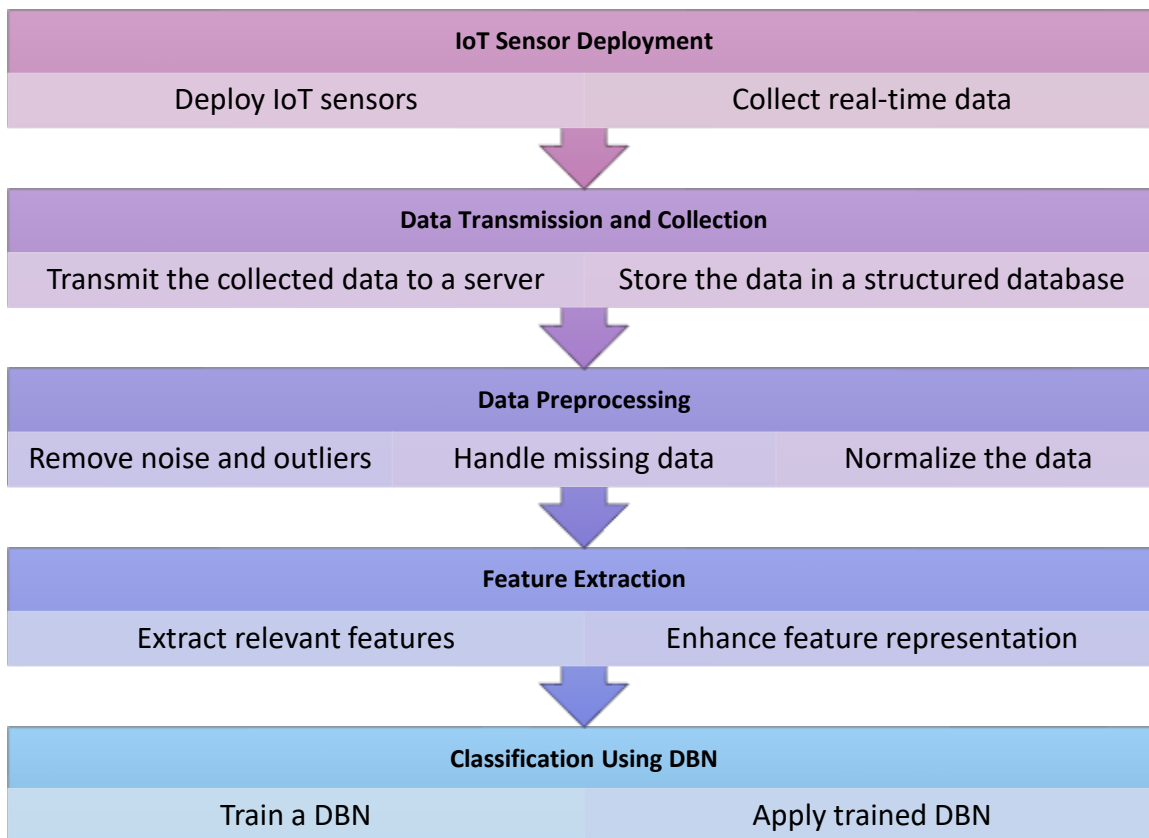 IoT Sensor Deployment
Deploy IoT sensors
Collect real-time data
Data Transmission and Collection
Transmit the collected data to a server
Store the data in a structured database
Data Preprocessing
Remove noise and outliers
Handle missing data
Normalize the data
Feature Extraction
Extract relevant features
Enhance feature representation
Classification Using DBN
Train a DBN
Apply trained DBN